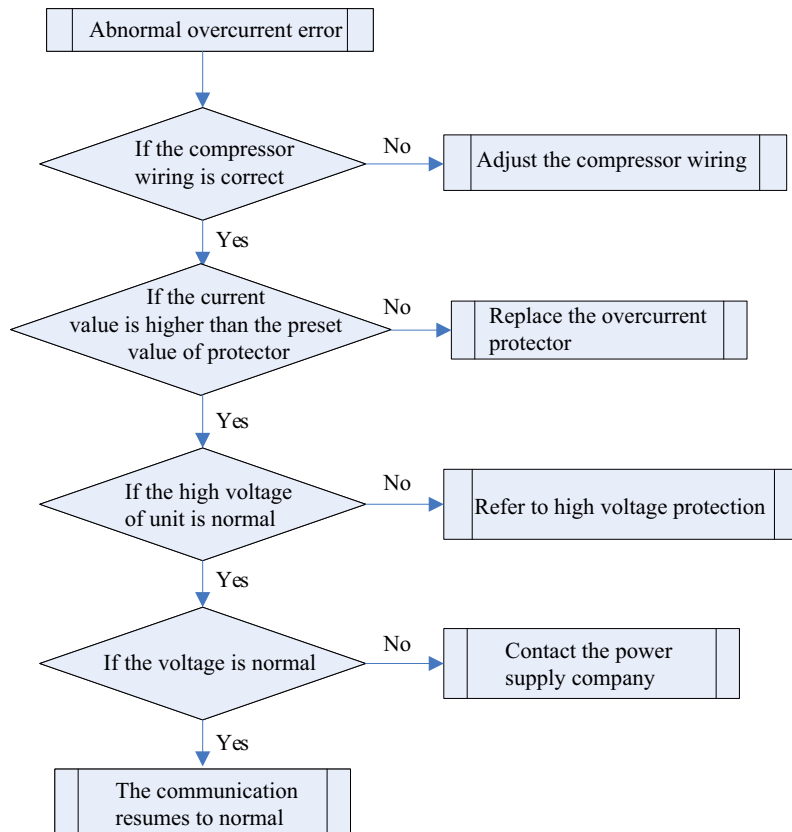 Abnormal overcurrent error
If the compressor
wiring is correct
No
Adjust the compressor wiring
Yes
If the current
value is higher than the preset
value of protector
No
Replace the overcurrent
protector
Yes
If the high voltage
of unit is normal
No
Refer to high voltage protection
Yes
If the voltage is normal
No
Contact the power
supply company
Yes
The communication
resumes to normal